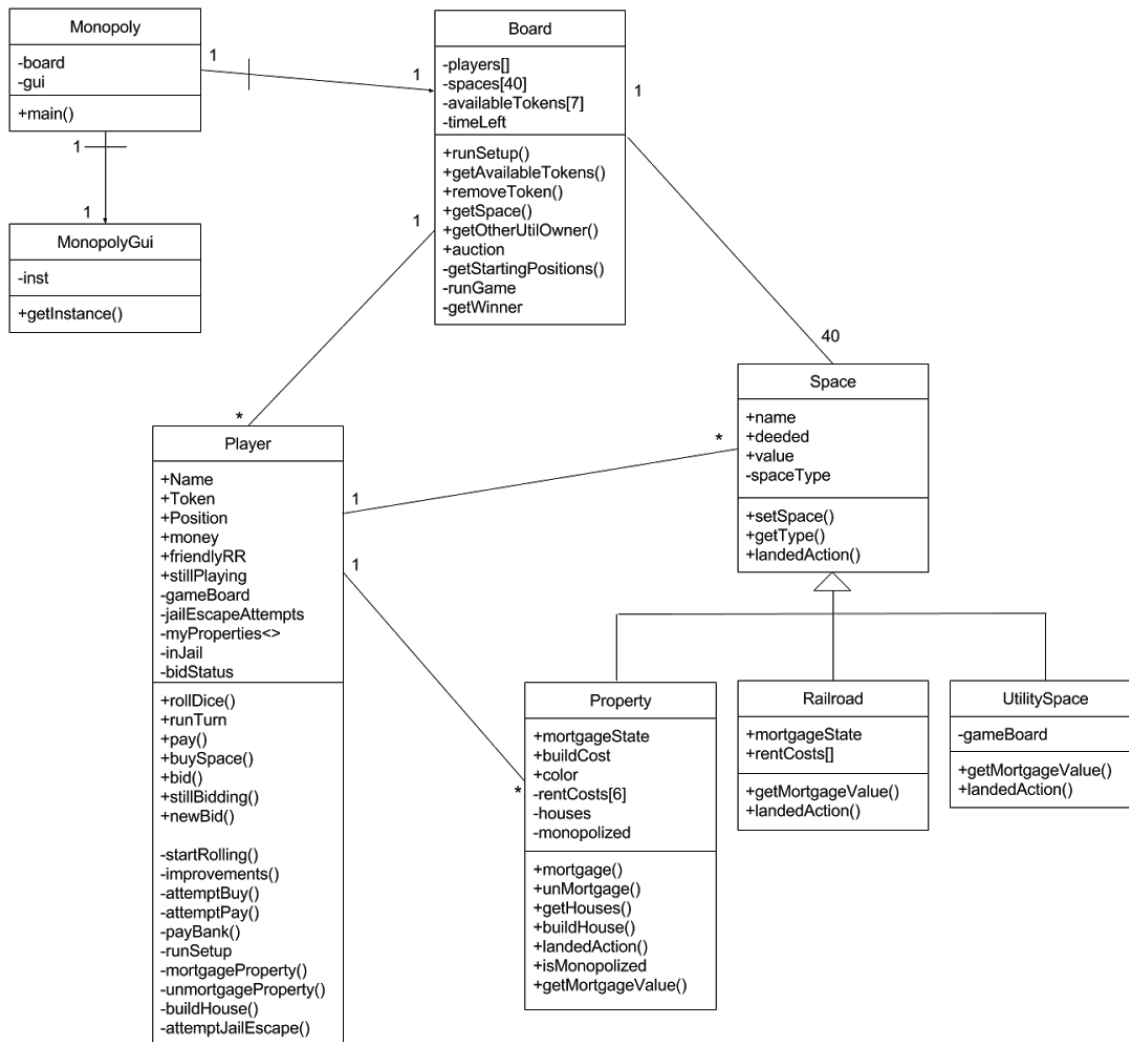 Monopoly
-board
-gui
+main()
1
1
1
1
MonopolyGui
-inst
+getInstance()
Board
-players[]
-spaces[40]
-availableTokens[7]
-timeLeft
+runSetup()
+getAvailableTokens()
+removeToken()
+getSpace()
+getOtherUtilOwner()
+auction
-getStartingPositions()
-runGame
-getWinner
1
40
1
*
Player
+Name
+Token
+Position
+money
+friendlyRR
+stillPlaying
-gameBoard
-jailEscapeAttempts
-myProperties<>
-inJail
-bidStatus
+rollDice()
+runTurn
+pay()
+buySpace()
+bid()
+stillBidding()
+newBid()
-startRolling()
-improvements()
-attemptBuy()
-attemptPay()
-payBank()
-runSetup
-mortgageProperty()
-unmortgageProperty()
-buildHouse()
-attemptJailEscape()
1
*
1
*
Space
+name
+deeded
+value
-spaceType
+setSpace()
+getType()
+landedAction()
Property
+mortgageState
+buildCost
+color
-rentCosts[6]
-houses
-monopolized
+mortgage()
+unMortgage()
+getHouses()
+buildHouse()
+landedAction()
+isMonopolized
+getMortgageValue()
Railroad
+mortgageState
+rentCosts[]
+getMortgageValue()
+landedAction()
UtilitySpace
-gameBoard
+getMortgageValue()
+landedAction()